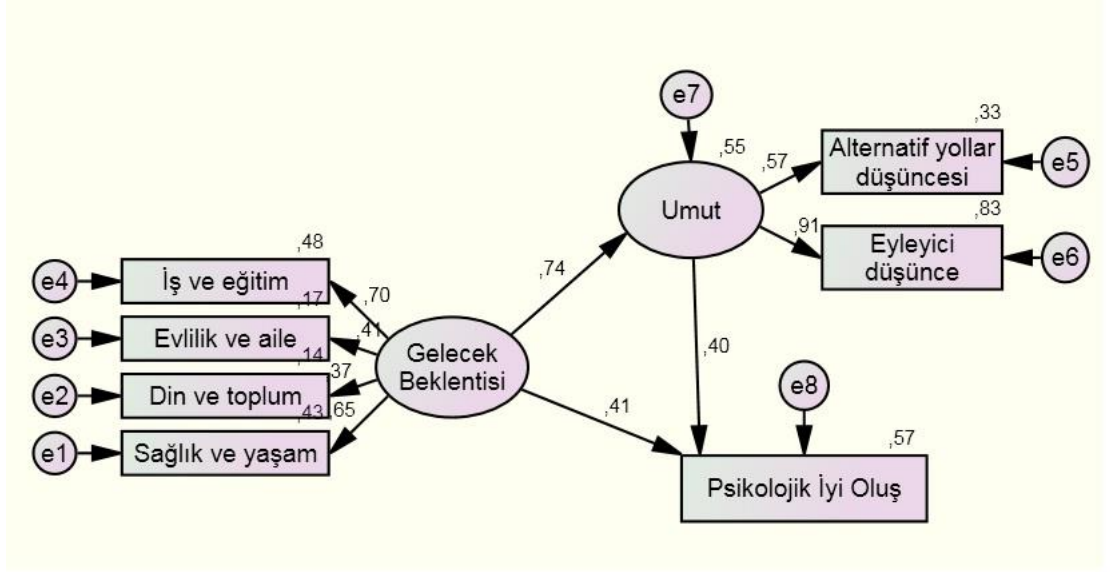 e7
,33
,55
,57
Alternatif yollar
düşüncesi
e5
Umut
,83
,91
Eyleyici
düşünce
e6
,48
,74
e4
İş ve eğitim
,70
,17
e3
Evlilik ve aile
,41
,14
Gelecek
Beklentisi
,40
e2
Din ve toplum
,37
e8
,43
,65
,41
e1
Sağlık ve yaşam
,57
Psikolojik İyi Oluş